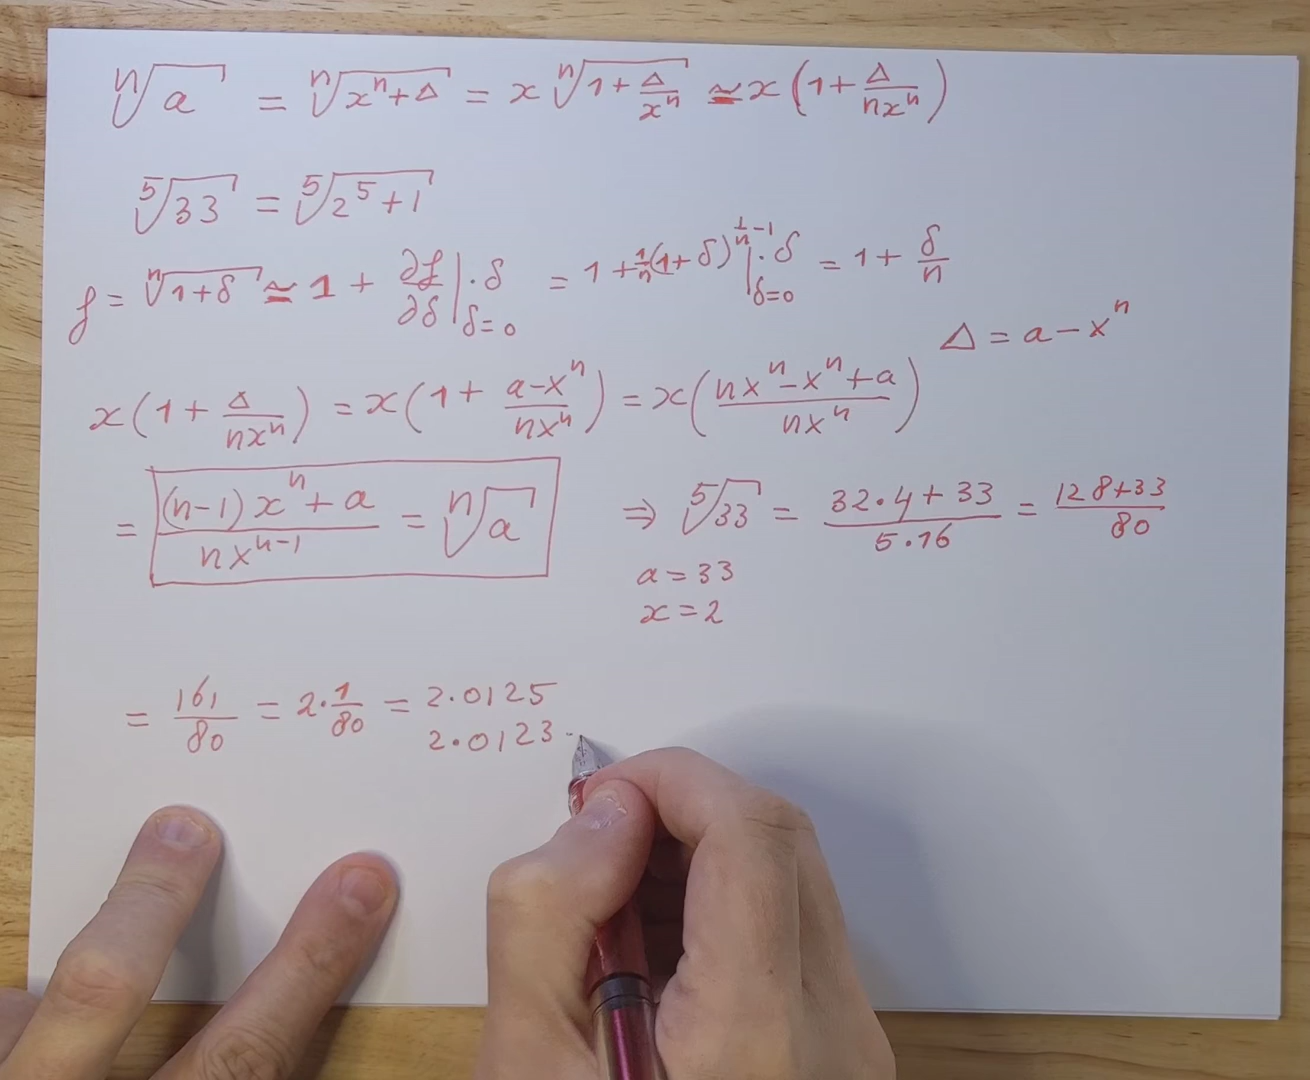 ⁿ√a = ⁿ√(xⁿ+Δ) = x ⁿ√(1+Δ/xⁿ) ≃ x(1+Δ/nxⁿ)
⁵√33 = ⁵√(2⁵+1)
f = ⁿ√(1+δ) ≃ 1 + ∂f/∂δ|δ=0 · δ = 1 + 1/n(1+δ)^(1/n−1)|δ=0 · δ = 1 + δ/n
Δ = a − xⁿ
x(1 + Δ/nxⁿ) = x(1 + (a−xⁿ)/nxⁿ) = x((nxⁿ−xⁿ+a)/nxⁿ)
= ((n−1)xⁿ+a)/nxⁿ⁻¹ = ⁿ√a ⇒ ⁵√33 = (32·4+33)/(5·16) = (128+33)/80
a = 33
x = 2
= 161/80 = 2·1/80 = 2.0125
2.0123